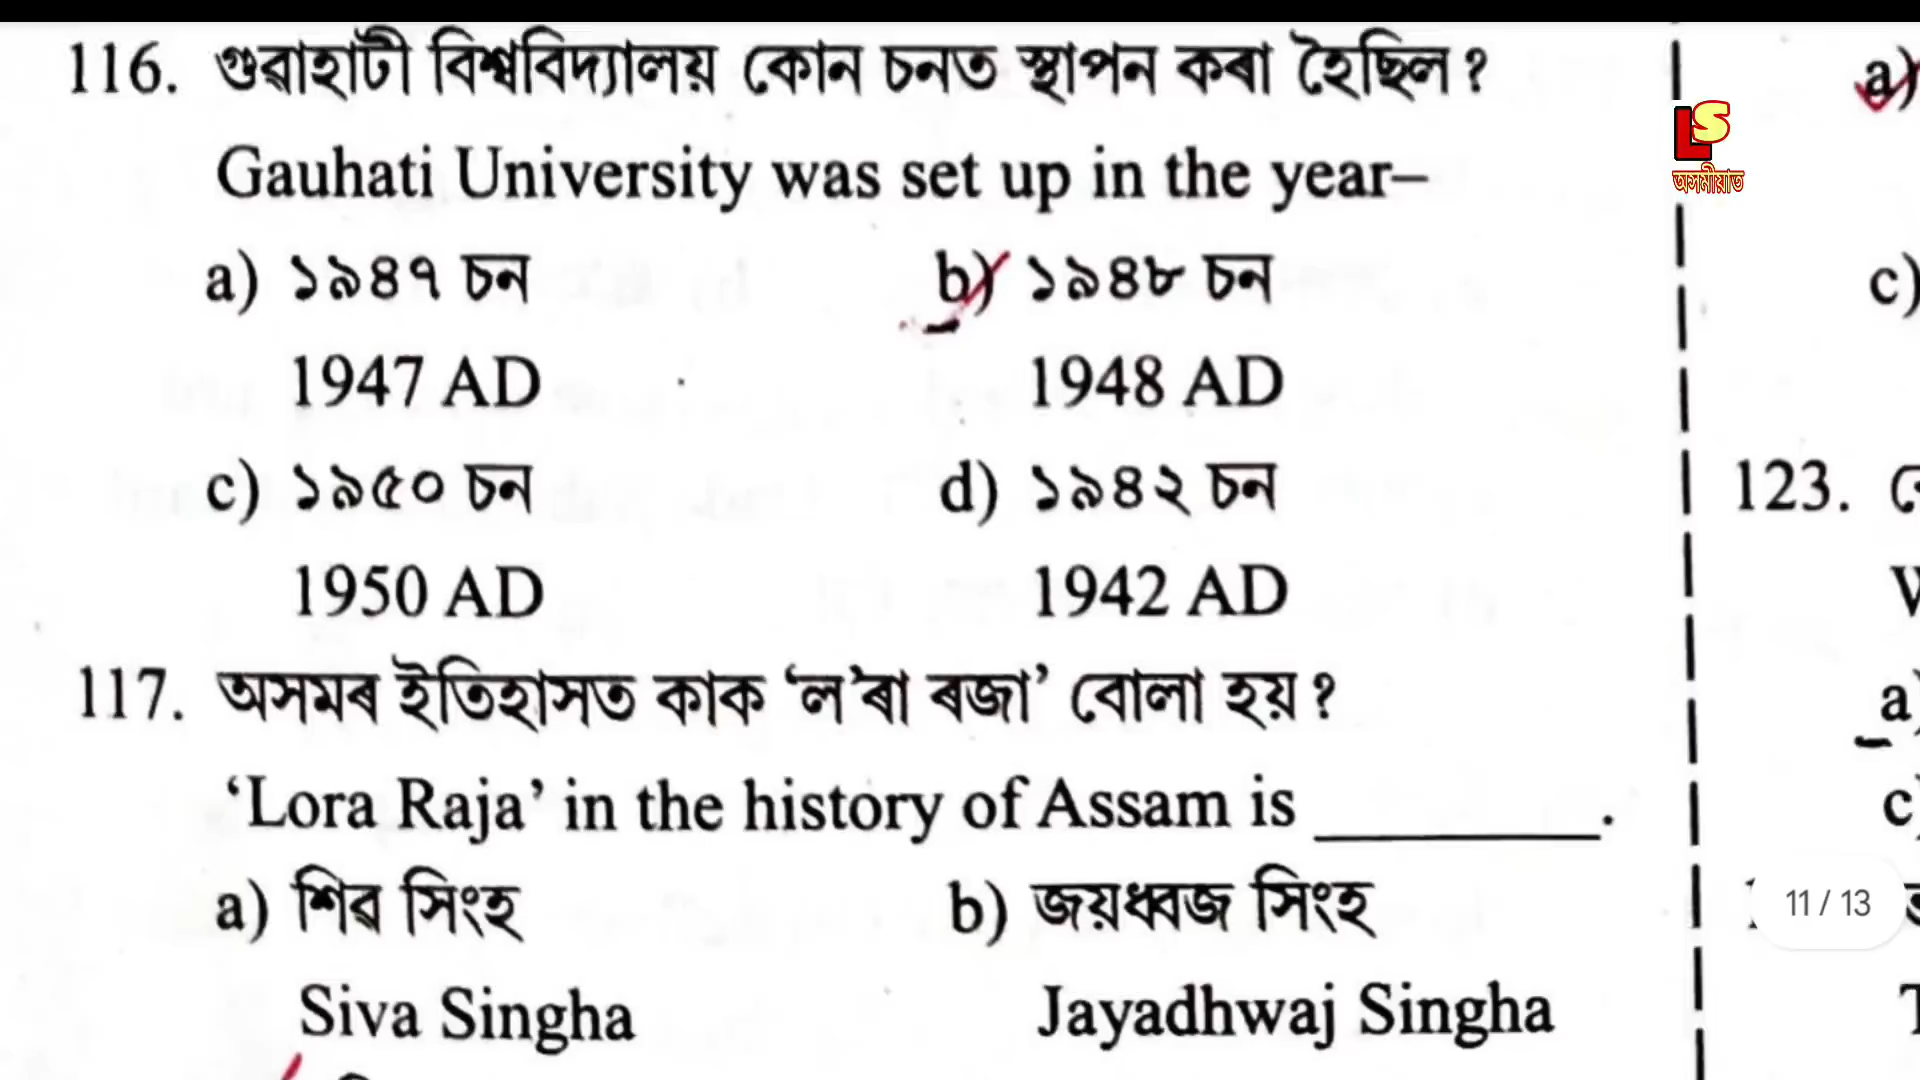 116. গুৱাহাটী বিশ্ববিদ্যালয় কোন চনত স্থাপন কৰা হৈছিল?
Gauhati University was set up in the year–
a) ১৯৪৭ চন b) ১৯৪৮ চন
1947 AD 1948 AD
c) ১৯৫০ চন d) ১৯৪২ চন
1950 AD 1942 AD
117. অসমৰ ইতিহাসত কাক ‘ল’ৰা ৰজা’ বোলা হয়?
‘Lora Raja’ in the history of Assam is ________.
a) শিৱ সিংহ b) জয়ধ্বজ সিংহ
Siva Singha Jayadhwaj Singha
a)
LS
অসমীয়াত
c)
123.
a)
c)
11 / 13